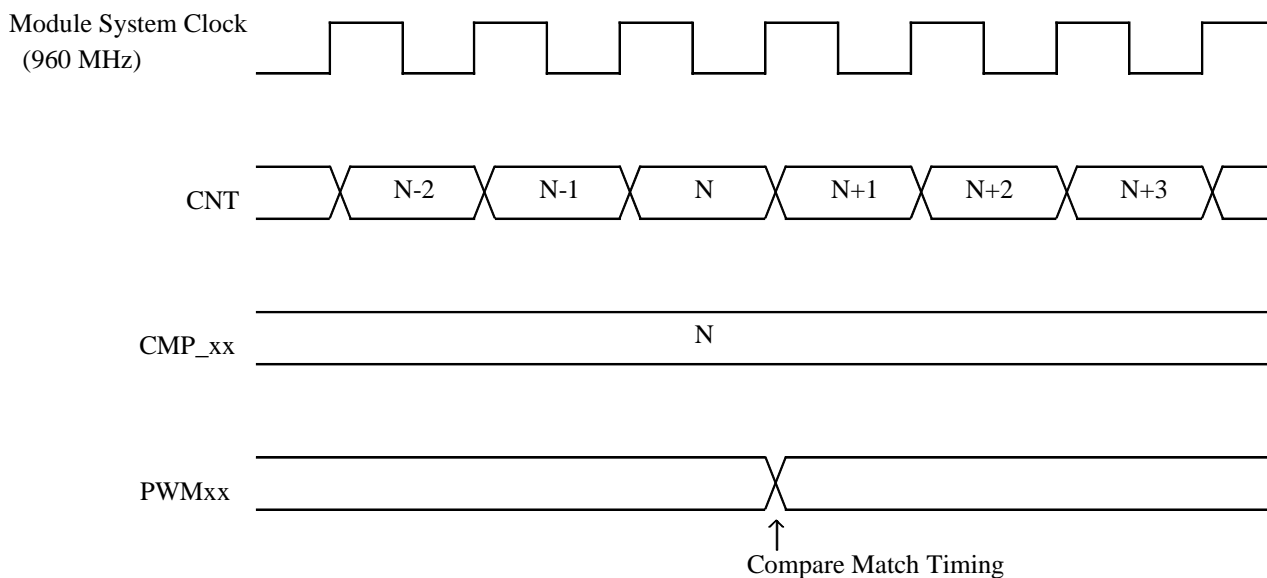 Module System Clock
(960 MHz)
CNT
N-2
N-1
N
N+1
N+2
N+3
CMP_xx
N
PWMxx
Compare Match Timing